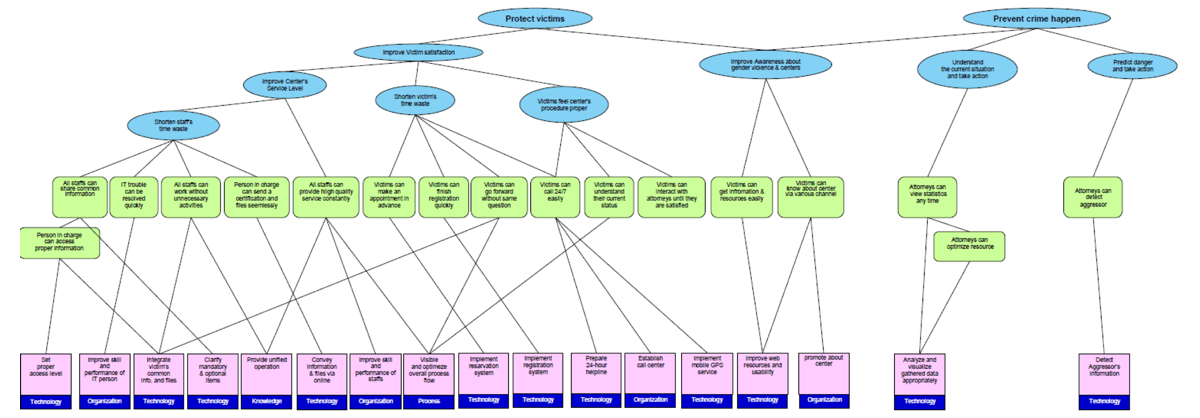 Protect victims
Prevent crime happen
Improve Victim satisfaction
Improve Awareness about
gender violence & centers
Understand
the current situation
and take action
Predict danger
and take action
Improve Center's
Service Level
Shorten victim's
time waste
Victims feel center's
procedure proper
Shorten staff's
time waste
All staffs can
share common
information
IT trouble
can be
resolved
quickly
All staffs can
work without
unnecessary
activities
Person in charge
can send a
certification and
files seemlessly
All staffs can
provide high quality
service constantly
Victims can
make an
appointment in
advance
Victims can
finish
registration
quickly
Victims can
go forward
without same
question
Victims can
call 24/7
easily
Victims can
understand
their current
status
Victims can
interact with
attorneys until they
are satisfied
Victims can
get infomation &
resources easily
Victims can
know about center
via various channel
Attorneys can
view statistics
any time
Attorneys can
detect
aggressor
Person in charge
can access
proper information
Attorneys can
optimize resource
Set
proper access level
Technology
Improve skill
and
performance of
IT person
Organization
Integrate
victim's
common
info. and files
Technology
Clarify
mandatory
& optional
items
Technology
Provide unified
operation
Knowledge
Convey
information
& files via
online
Technology
Improve skill
and
performance of
staffs
Organization
Visible
and optimeze
overall process
flow
Process
Implement
resarvation
system
Technology
Implement
registration
system
Technology
Prepare
24-hour
helpline
Technology
Establish
call center
Organization
Implement
mobile GPS
service
Technology
Improve web
resources and
usability
Technology
promote about
center
Organization
Analyze and
visualize
gathered data
appropriately
Technology
Detect
Aggressor's
information
Technology